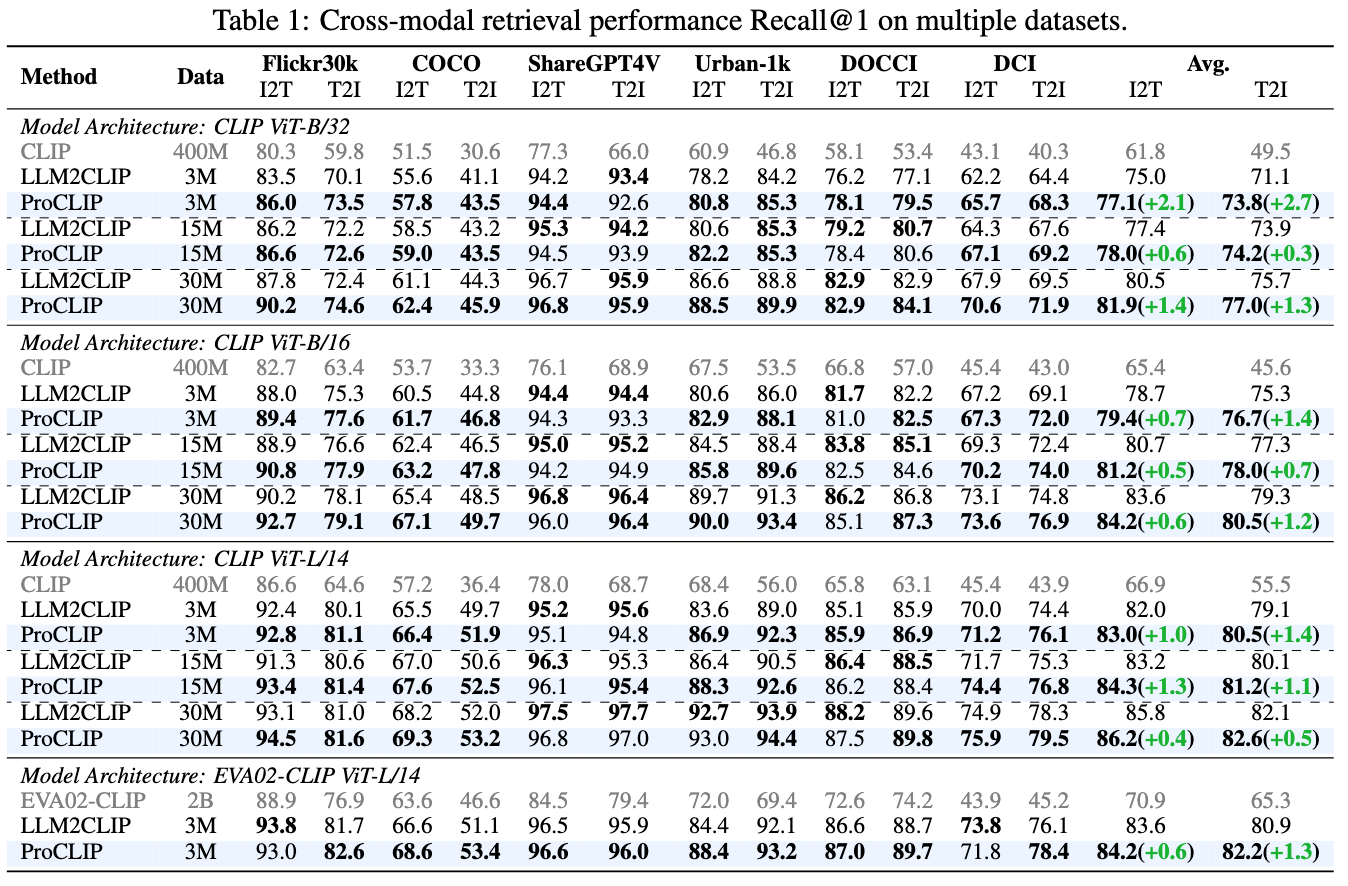 Table 1: Cross-modal retrieval performance Recall@1 on multiple datasets.
Method Data Flickr30k COCO ShareGPT4V Urban-1k DOCCI DCI Avg.
I2T T2I I2T T2I I2T T2I I2T T2I I2T T2I I2T T2I I2T T2I
Model Architecture: CLIP ViT-B/32
CLIP 400M 80.3 59.8 51.5 30.6 77.3 66.0 60.9 46.8 58.1 53.4 43.1 40.3 61.8 49.5
LLM2CLIP 3M 83.5 70.1 55.6 41.1 94.2 93.4 78.2 84.2 76.2 77.1 62.2 64.4 75.0 71.1
ProCLIP 3M 86.0 73.5 57.8 43.5 94.4 92.6 80.8 85.3 78.1 79.5 65.7 68.3 77.1(+2.1) 73.8(+2.7)
LLM2CLIP 15M 86.2 72.2 58.5 43.2 95.3 94.2 80.6 85.3 79.2 80.7 64.3 67.6 77.4 73.9
ProCLIP 15M 86.6 72.6 59.0 43.5 94.5 93.9 82.2 85.3 78.4 80.6 67.1 69.2 78.0(+0.6) 74.2(+0.3)
LLM2CLIP 30M 87.8 72.4 61.1 44.3 96.7 95.9 86.6 88.8 82.9 82.9 67.9 69.5 80.5 75.7
ProCLIP 30M 90.2 74.6 62.4 45.9 96.8 95.9 88.5 89.9 82.9 84.1 70.6 71.9 81.9(+1.4) 77.0(+1.3)
Model Architecture: CLIP ViT-B/16
CLIP 400M 82.7 63.4 53.7 33.3 76.1 68.9 67.5 53.5 66.8 57.0 45.4 43.0 65.4 45.6
LLM2CLIP 3M 88.0 75.3 60.5 44.8 94.4 94.4 80.6 86.0 81.7 82.2 67.2 69.1 78.7 75.3
ProCLIP 3M 89.4 77.6 61.7 46.8 94.3 93.3 82.9 88.1 81.0 82.5 67.3 72.0 79.4(+0.7) 76.7(+1.4)
LLM2CLIP 15M 88.9 76.6 62.4 46.5 95.0 95.2 84.5 88.4 83.8 85.1 69.3 72.4 80.7 77.3
ProCLIP 15M 90.8 77.9 63.2 47.8 94.2 94.9 85.8 89.6 82.5 84.6 70.2 74.0 81.2(+0.5) 78.0(+0.7)
LLM2CLIP 30M 90.2 78.1 65.4 48.5 96.8 96.4 89.7 91.3 86.2 86.8 73.1 74.8 83.6 79.3
ProCLIP 30M 92.7 79.1 67.1 49.7 96.0 96.4 90.0 93.4 85.1 87.3 73.6 76.9 84.2(+0.6) 80.5(+1.2)
Model Architecture: CLIP ViT-L/14
CLIP 400M 86.6 64.6 57.2 36.4 78.0 68.7 68.4 56.0 65.8 63.1 45.4 43.9 66.9 55.5
LLM2CLIP 3M 92.4 80.1 65.5 49.7 95.2 95.6 83.6 89.0 85.1 85.9 70.0 74.4 82.0 79.1
ProCLIP 3M 92.8 81.1 66.4 51.9 95.1 94.8 86.9 92.3 85.9 86.9 71.2 76.1 83.0(+1.0) 80.5(+1.4)
LLM2CLIP 15M 91.3 80.6 67.0 50.6 96.3 95.3 86.4 90.5 86.4 88.5 71.7 75.3 83.2 80.1
ProCLIP 15M 93.4 81.4 67.6 52.5 96.1 95.4 88.3 92.6 86.2 88.4 74.4 76.8 84.3(+1.3) 81.2(+1.1)
LLM2CLIP 30M 93.1 81.0 68.2 52.0 97.5 97.7 92.7 93.9 88.2 89.6 74.9 78.3 85.8 82.1
ProCLIP 30M 94.5 81.6 69.3 53.2 96.8 97.0 93.0 94.4 87.5 89.8 75.9 79.5 86.2(+0.4) 82.6(+0.5)
Model Architecture: EVA02-CLIP ViT-L/14
EVA02-CLIP 2B 88.9 76.9 63.6 46.6 84.5 79.4 72.0 69.4 72.6 74.2 43.9 45.2 70.9 65.3
LLM2CLIP 3M 93.8 81.7 66.6 51.1 96.5 95.9 84.4 92.1 86.6 88.7 73.8 76.1 83.6 80.9
ProCLIP 3M 93.0 82.6 68.6 53.4 96.6 96.0 88.4 93.2 87.0 89.7 71.8 78.4 84.2(+0.6) 82.2(+1.3)